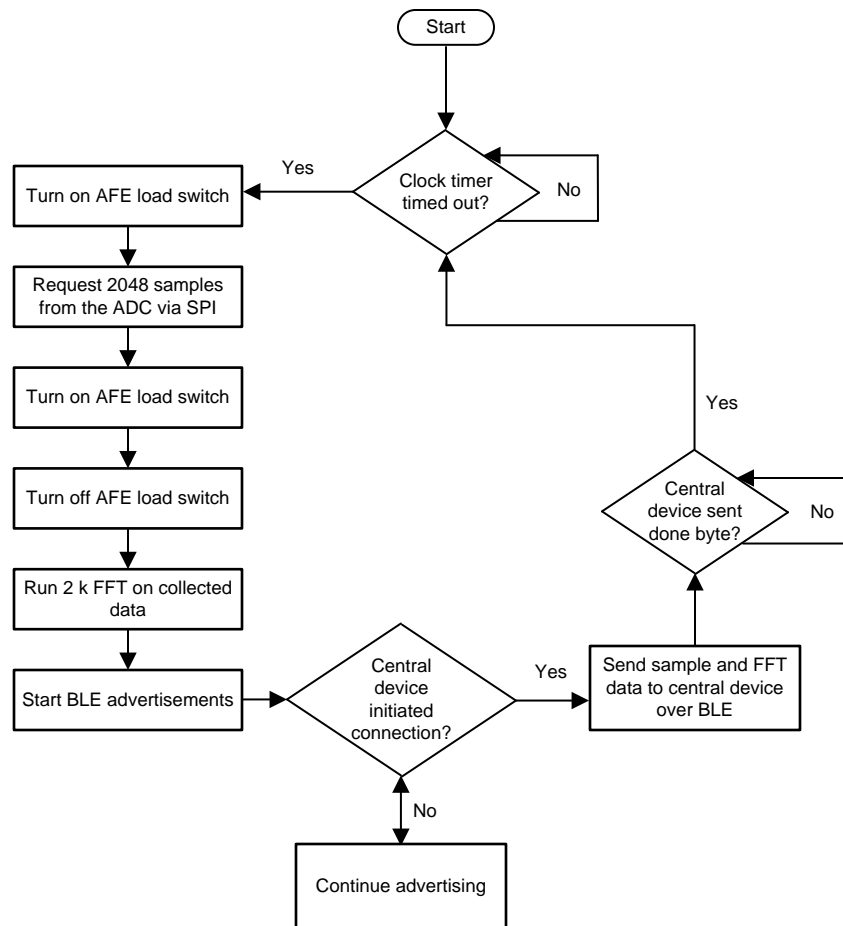 Start
Clock timer
timed out?
Yes
No
Turn on AFE load switch
Request 2048 samples
from the ADC via SPI
Turn on AFE load switch
Turn off AFE load switch
Run 2 k FFT on collected
data
Start BLE advertisements
Central
device
initiated
connection?
Yes
No
Continue advertising
Send sample and FFT
data to central device
over BLE
Central
device sent
done byte?
Yes
No